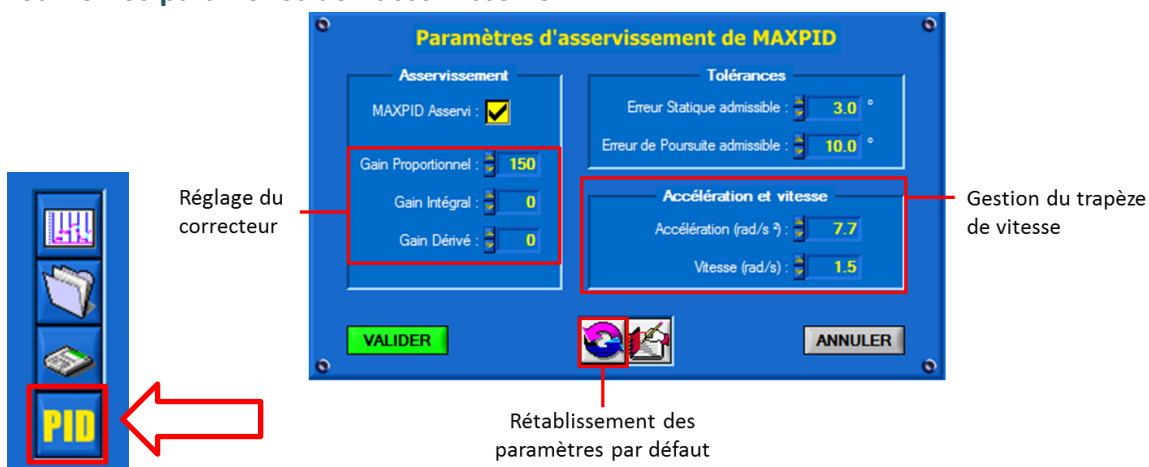 Paramètres d'asservissement de MAXPID
Asservissement
MAXPID Asservi :
Gain Proportionnel : 150
Gain Intégral : 0
Gain Dérivé : 0
Tolérances
Erreur Statique admissible : 3.0 °
Erreur de Poursuite admissible : 10.0 °
Accélération et vitesse
Accélération (rad/s ²) : 7.7
Vitesse (rad/s) : 1.5
VALIDER
ANNULER
Réglage du
correcteur
Gestion du trapèze
de vitesse
PID
Rétablissement des
paramètres par défaut